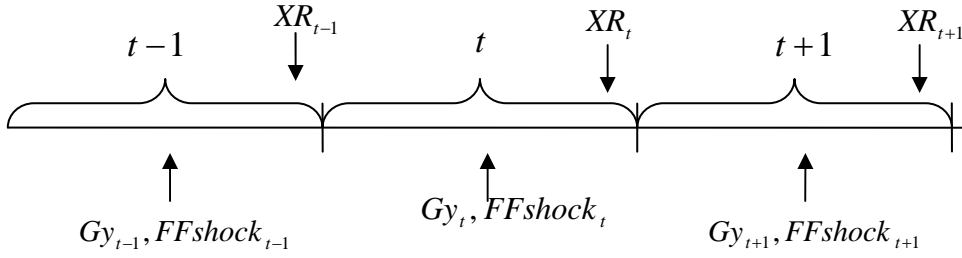 XR_{t-1} XR_t XR_{t+1}
t-1 t t+1
Gy_{t-1}, FFshock_{t-1} Gy_t, FFshock_t Gy_{t+1}, FFshock_{t+1}